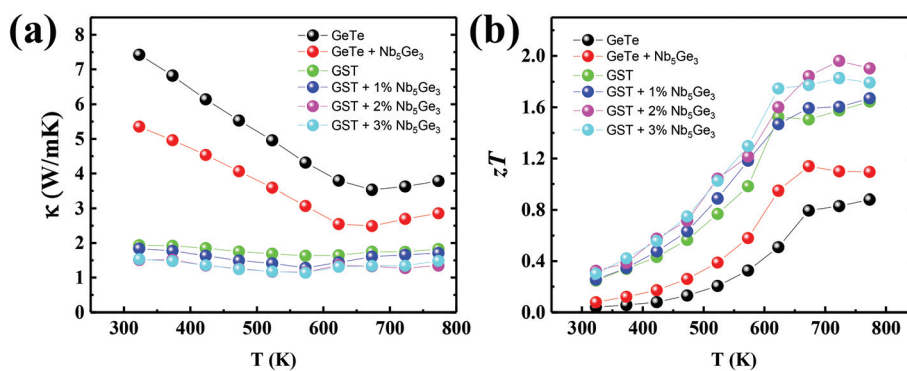 (a)
κ (W/mK)
9
8
7
6
5
4
3
2
1
0
GeTe
GeTe + Nb₅Ge₃
GST
GST + 1% Nb₅Ge₃
GST + 2% Nb₅Ge₃
GST + 3% Nb₅Ge₃
300 400 500 600 700 800
T (K)
(b)
zT
2.0
1.6
1.2
0.8
0.4
0.0
GeTe
GeTe + Nb₅Ge₃
GST
GST + 1% Nb₅Ge₃
GST + 2% Nb₅Ge₃
GST + 3% Nb₅Ge₃
300 400 500 600 700 800
T (K)